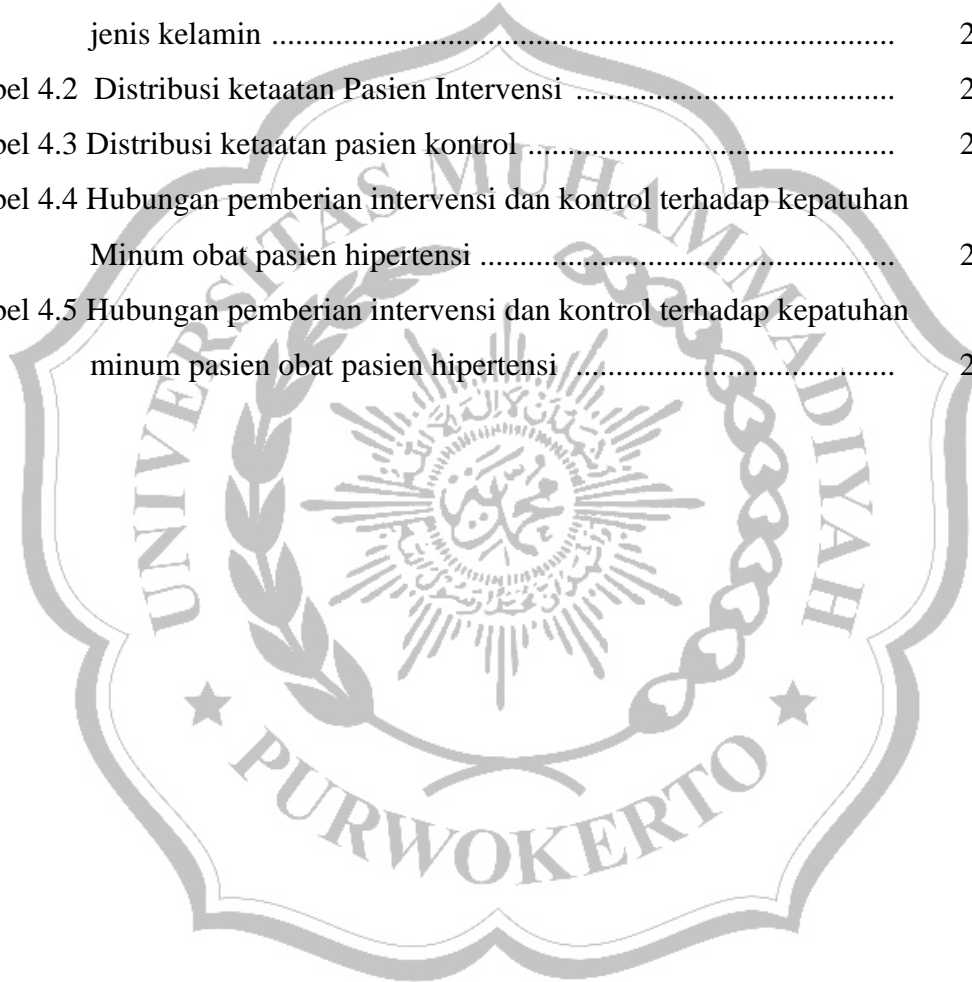 jenis kelamin ............................................................................... 2
bel 4.2 Distribusi ketaatan Pasien Intervensi ........................................ 2
bel 4.3 Distribusi ketaatan pasien kontrol .............................................. 2
bel 4.4 Hubungan pemberian intervensi dan kontrol terhadap kepatuhan
Minum obat pasien hipertensi .................................................... 2
bel 4.5 Hubungan pemberian intervensi dan kontrol terhadap kepatuhan
minum pasien obat pasien hipertensi ........................................ 2
UNIVERSITAS MUHAMMADIYAH
PURWOKERTO